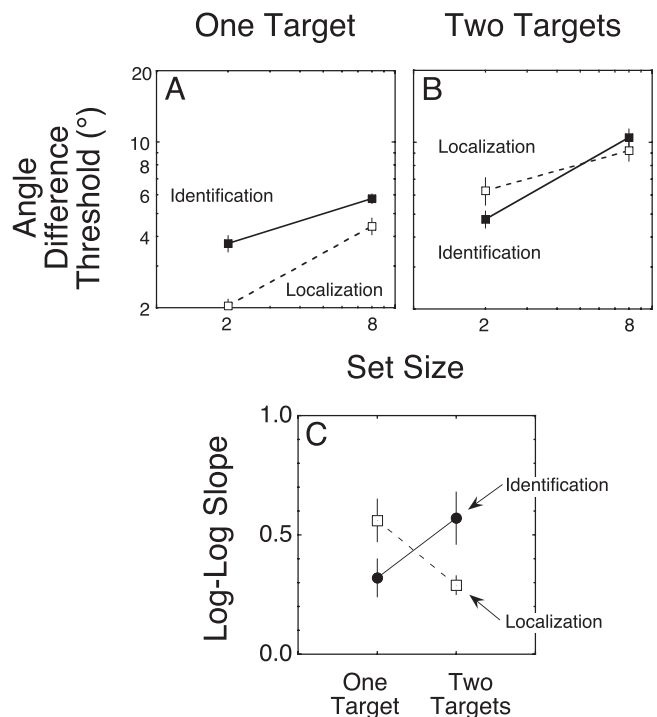 One Target
Two Targets
Angle
Difference
Threshold (°)
A
20
10
8
6
4
2
Identification
Localization
2
8
B
Localization
Identification
2
8
Set Size
C
Log-Log Slope
1.0
0.5
0.0
Identification
Localization
One
Target
Two
Targets